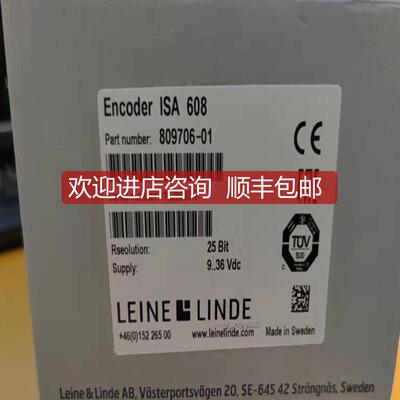 Encoder ISA 608
Part number: 809706-01
CE
欢迎进店咨询 顺丰包邮
TÜV
SÜD
C
Rseolution: 25 Bit
Supply: 9..36 Vdc
LEINE LINDE
+46(0)152 265 00 www.leinelinde.com Made in Sweden
Leine & Linde AB, Västerportsvägen 20, SE-645 42 Strängnäs, Sweden